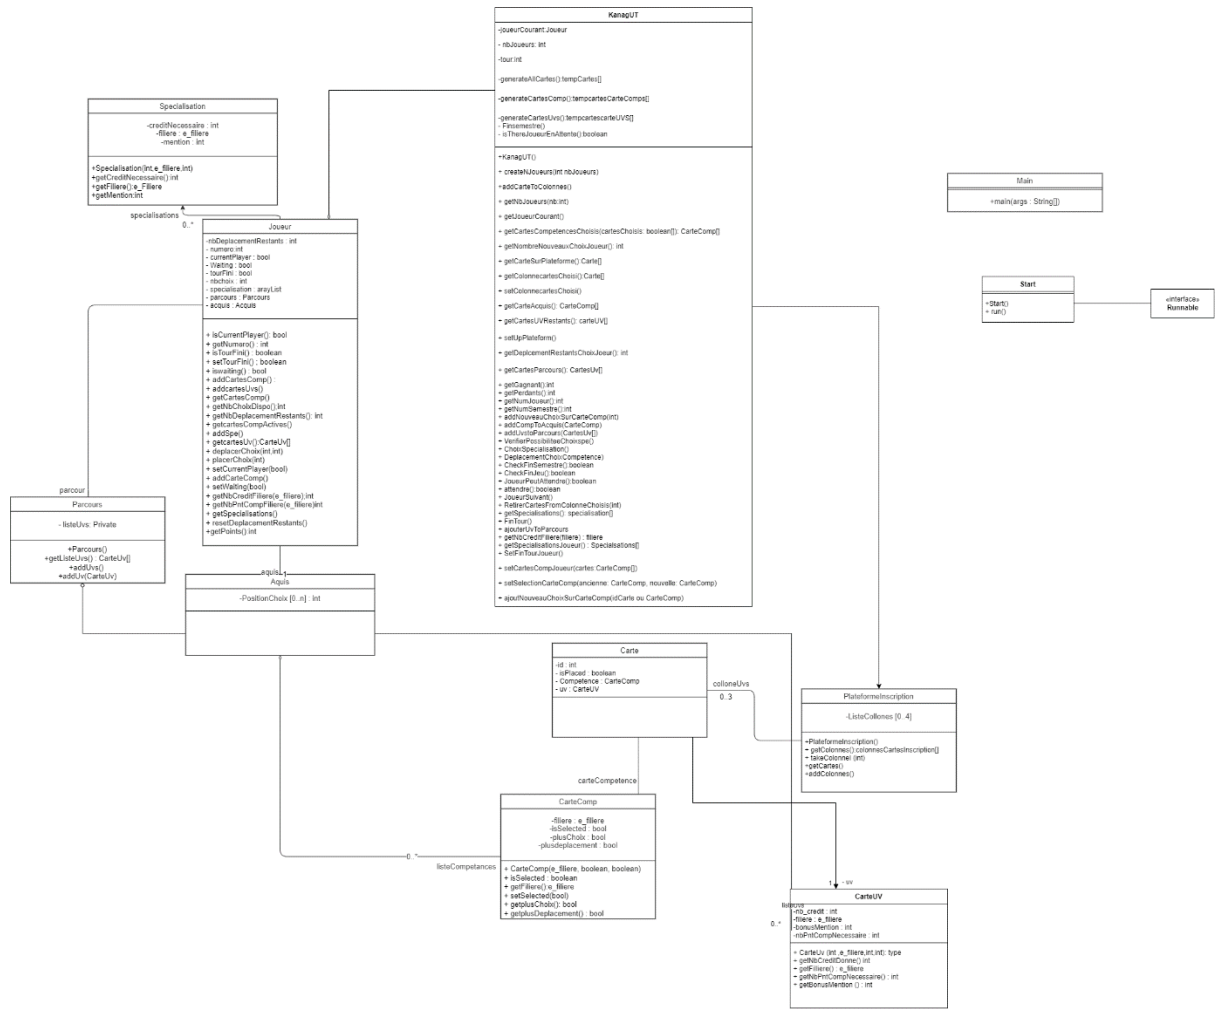 KanagUT
-joueurCourant:Joueur
- nbJoueurs: int
-tour:int
-generateAllCartes():tempCartes[]
-generateCartesComp():tempcartesCarteComps[]
-generateCartesUvs():tempcartescarteUVS[]
- Finsemestre()
- isThereJoueurEnAttente():boolean
+KanagUT()
+ createNJoueurs(int nbJoueurs)
+addCarteToColonnes()
+ getNbJoueurs(nb:int)
+ getJoueurCourant()
+ getCartesCompetencesChoisis(cartesChoisis: boolean[]): CarteComp[]
+ getNombreNouveauxChoixJoueur(): int
+ getCarteSurPlateforme():Carte[]
+ getColonnecartesChoisi():Carte[]
+ setColonnecartesChoisi()
+ getCarteAcquis(): CarteComp[]
+ getCartesUVRestants(): carteUV[]
+ setUpPlateform()
+ getDeplcementRestantsChoixJoeur(): int
+ getCartesParcours(): CartesUv[]
+ getGagnant():int
+ getPerdants():int
+ getNumJoueur():int
+ getNumSemestre():int
+ addNouveauChoixSurCarteComp(int)
+ addCompToAcquis(CarteComp)
+ addUvstoParcours(CartesUv[])
+ VerifierPossibiliteeChoixspe()
+ ChoixSpecialisation()
+ DeplacementChoixCompetence)
+ CheckFinSemestre():boolean
+ CheckFinJeu():boolean
+ JoueurPeutAttendre():boolean
+ attendre():boolean
+ JoueurSuivant()
+ RetirerCartesFromColonneChoisis(int)
+ getSpecialisations(): specialisation[]
+ FinTour()
+ ajouterUvToParcours
+ getNbCreditFiliere(filiere) : filiere
+ getSpecialisationsJoueur() : Specialisations[]
+ SetFinTourJoueur()
+ setCartesCompJoueur(cartes:CarteComp[])
+ setSelectionCarteComp(ancienne: CarteComp, nouvelle: CarteComp)
+ ajoutNouveauChoixSurCarteComp(idCarte ou CarteComp)
Specialisation
-creditNecessaire : int
-filiere : e_filiere
-mention : int
+Specialisation(int,e_filiere,int)
+getCreditNecessaire():int
+getFiliere():e_Filiere
+getMention:int
specialisations
0..*
Joueur
-nbDeplacementRestants : int
- numero:int
- currentPlayer : bool
- Waiting : bool
- tourFini : bool
- nbchoix : int
- specialisation : arayList
- parcours : Parcours
- acquis : Acquis
+ isCurrentPlayer(): bool
+ getNumero() : int
+ isTourFini() : boolean
+ setTourFini() : boolean
+ iswaiting() : bool
+ addCartesComp() :
+ addcartesUvs()
+ getCartesComp()
+ getNbChoixDispo():int
+ getNbDeplacementRestants(): int
+ getcartesCompActives()
+ addSpe()
+ getcartesUv():CarteUv[]
+ deplacerChoix(int,int)
+ placerChoix(int)
+ setCurrentPlayer(bool)
+ addCarteComp()
+ setWaiting(bool)
+ getNbCreditFiliere(e_filiere):int
+ getNbPntCompFiliere(e_filiere)int
+ getSpecialisations()
+ resetDeplacementRestants()
+getPoints():int
Main
+main(args : String[])
Start
+Start()
+ run()
«interface»
Runnable
parcour
Parcours
- listeUvs: Private
+Parcours()
+getListeUvs() : CarteUv[]
+addUvs()
+addUv(CarteUv)
aquis
1
Aquis
-PositionChoix [0..n] : int
Carte
-id : int
- isPlaced : boolean
- Competence : CarteComp
- uv : CarteUV
colloneUvs
0..3
PlateformeInscription
-ListeCollones [0..4]
+PlateformeInscription()
+ getColonnes():colonnesCartesInscription[]
+ takeColonnel (int)
+getCartes()
+addColonnes()
carteCompetence
CarteComp
-filiere : e_filiere
-isSelected : bool
-plusChoix : bool
-plusdeplacement : bool
+ CarteComp(e_filiere, boolean, boolean)
+ isSelected : boolean
+ getFiliere():e_filiere
+ setSelected(bool)
+ getplusChoix(): bool
+ getplusDeplacement() : bool
0..*
listeCompetances
1
- uv
listeUvs
0..*
CarteUV
-nb_credit : int
-filiere : e_filiere
-bonusMention : int
-nbPntCompNecessaire : int
+ CarteUv (int ,e_filiere,int,int): type
+ getNbCreditDonne() int
+ getFilliere() : e_filiere
+ getNbPntCompNecessaire() : int
+ getBonusMention () : int